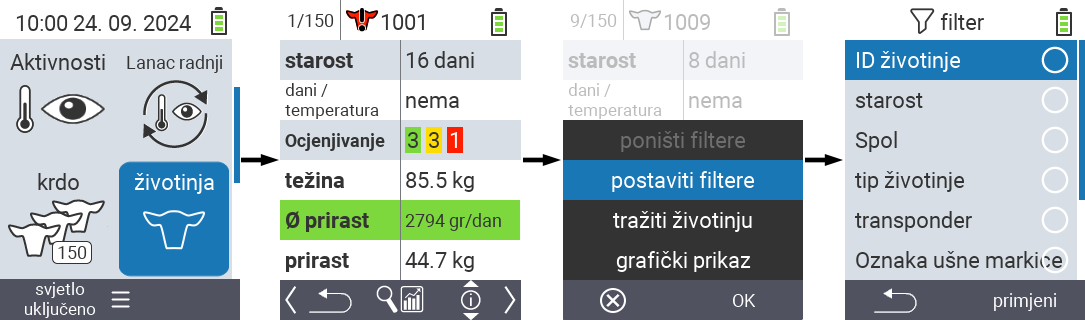 10:00 24. 09. 2024
Aktivnosti
Lanac radnji
krdo
150
životinja
svjetlo
uključeno
1/150
1001
starost
16 dani
dani /
temperatura
nema
Ocjenjivanje
3 3 1
težina
85.5 kg
Ø prirast
2794 gr/dan
prirast
44.7 kg
9/150
1009
starost
8 dani
dani /
temperatura
nema
poništi filtere
postaviti filtere
tražiti životinju
grafički prikaz
OK
filter
ID životinje
starost
Spol
tip životinje
transponder
Oznaka ušne markice
primjeni